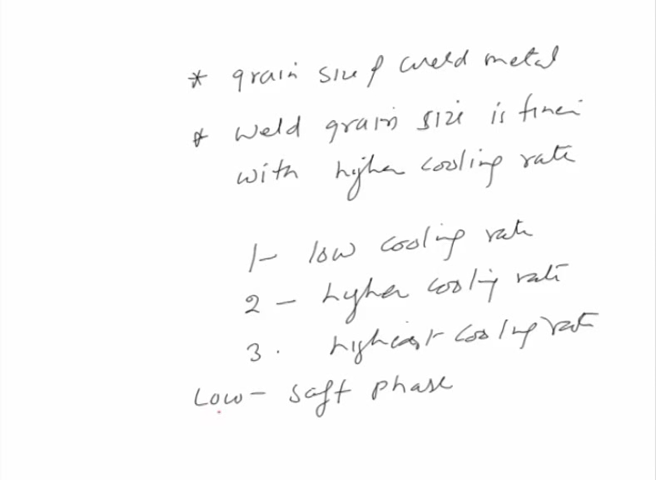 * grain size of weld metal
* weld grain size is finer
with higher cooling rate
1- low cooling rate
2 - higher cooling rate
3. highest cooling rate
Low - soft phase